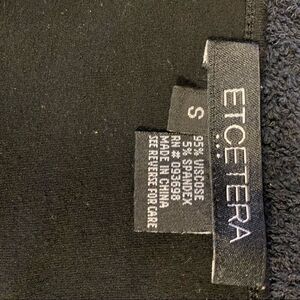 ETCETERA
S
95% VISCOSE
5% SPANDEX
RN # 093698
MADE IN CHINA
SEE REVERSE FOR CARE